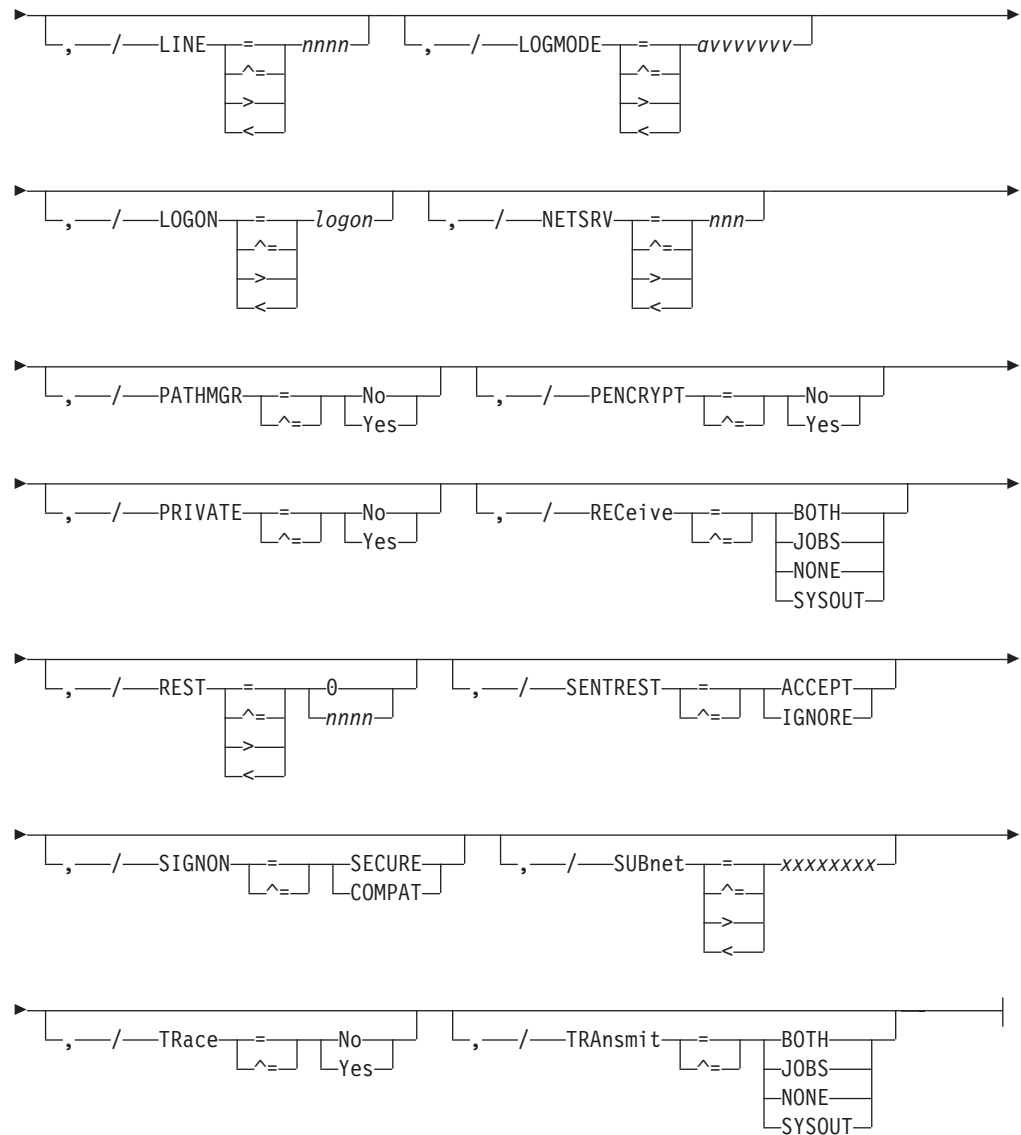 , / LINE = nnnn , / LOGMODE = avvvvvvv
^= ^=
> >
< <
, / LOGON = logon , / NETSRV = nnn
^= ^=
> >
< <
, / PATHMGR = No , / PENCRYPT = No
^= Yes ^= Yes
, / PRIVATE = No , / RECeive = BOTH
^= Yes ^= JOBS
NONE
SYSOUT
, / REST = 0 , / SENTREST = ACCEPT
^= nnnn ^= IGNORE
>
<
, / SIGNON = SECURE , / SUBnet = xxxxxxxx
^= COMPAT ^=
>
<
, / TRace = No , / TRAnsmit = BOTH
^= Yes ^= JOBS
NONE
SYSOUT